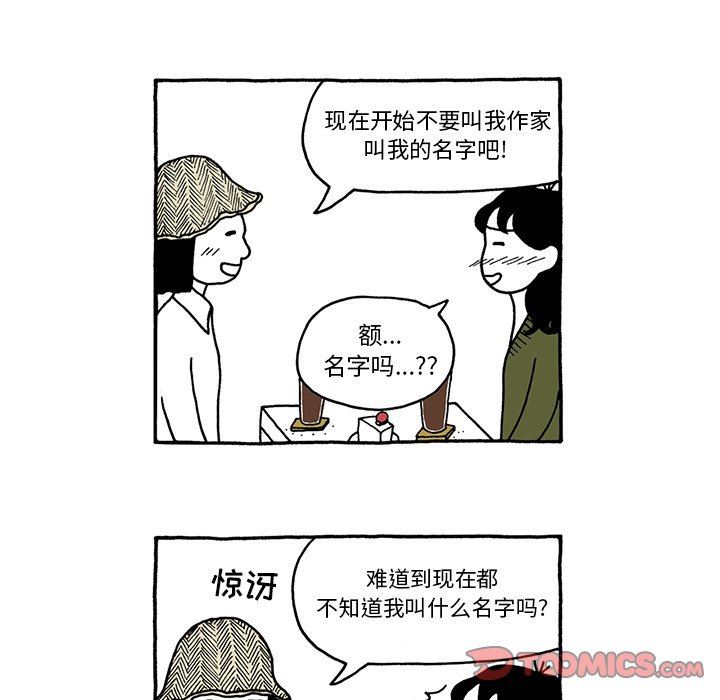 现在开始不要叫我作家
叫我的名字吧!
额...
名字吗...??
惊讶
难道到现在都
不知道我叫什么名字吗?
TOOMICS.COM